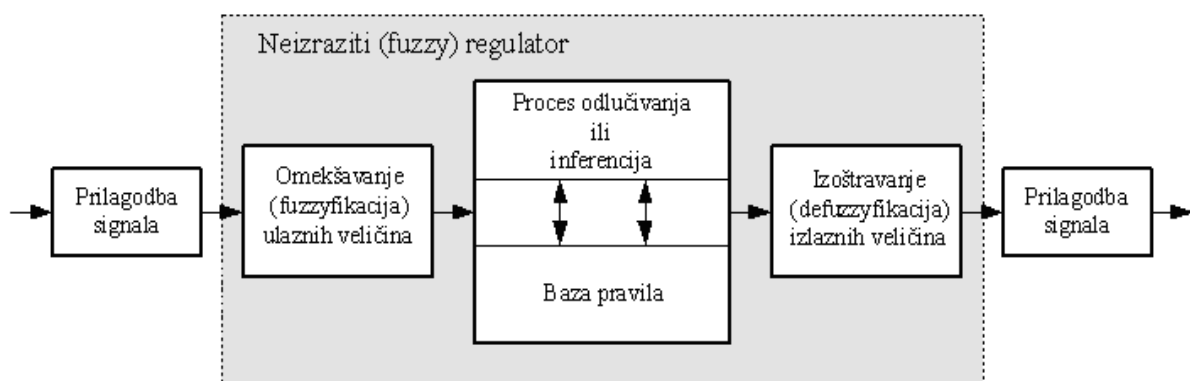 Neizraziti (fuzzy) regulator
Prilagodba
signala
Omekšavanje
(fuzzyfikacija)
ulaznih veličina
Proces odlučivanja
ili
inferencija
Baza pravila
Izoštravanje
(defuzzyfikacija)
izlaznih veličina
Prilagodba
signala